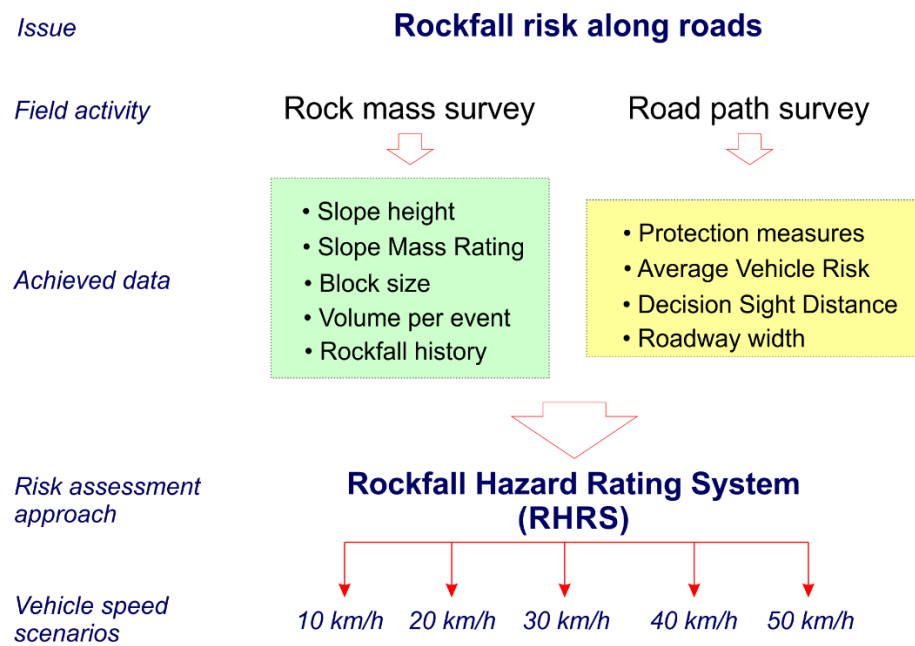 Issue
Rockfall risk along roads
Field activity
Rock mass survey
Road path survey
Achieved data
• Slope height
• Slope Mass Rating
• Block size
• Volume per event
• Rockfall history
• Protection measures
• Average Vehicle Risk
• Decision Sight Distance
• Roadway width
Risk assessment
approach
Rockfall Hazard Rating System
(RHRS)
Vehicle speed
scenarios
10 km/h 20 km/h 30 km/h 40 km/h 50 km/h